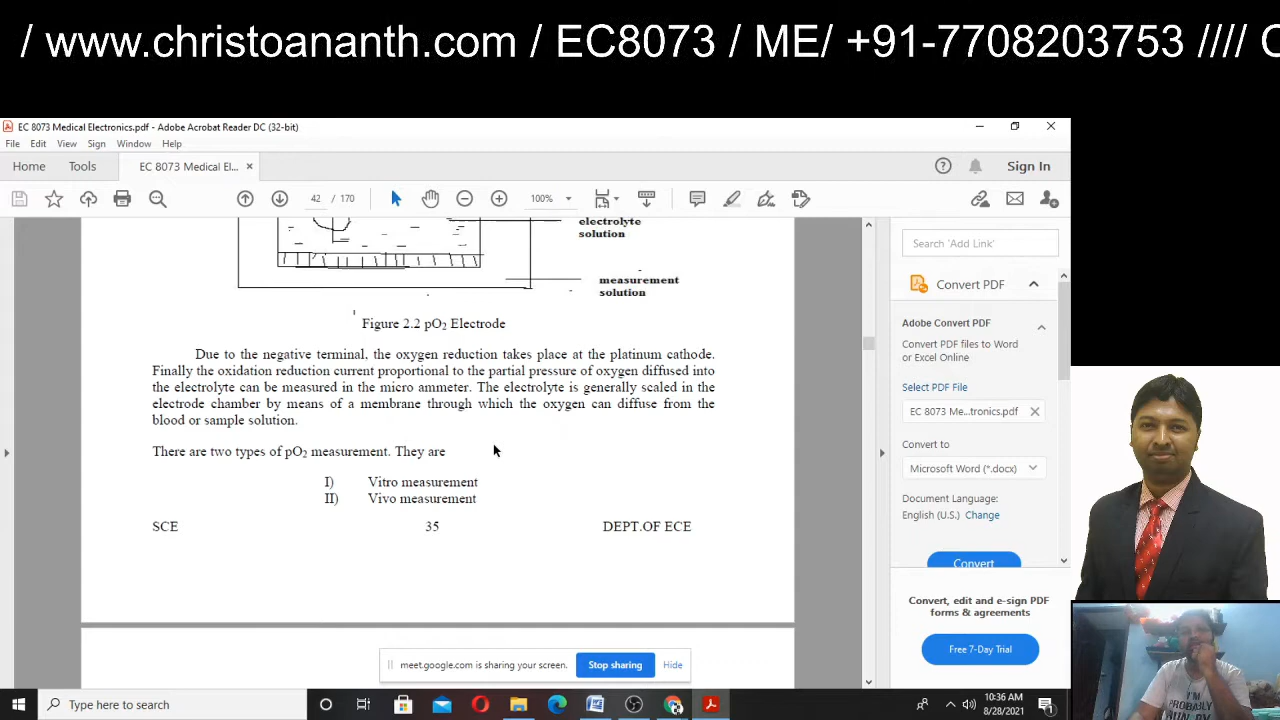 / www.christoananth.com / EC8073 / ME/ +91-7708203753 //// C
EC 8073 Medical Electronics.pdf - Adobe Acrobat Reader DC (32-bit)
File Edit View Sign Window Help
Home Tools EC 8073 Medical El... × Sign In
42 / 170 100%
electrolyte
solution
measurement
solution
Figure 2.2 pO2 Electrode
Due to the negative terminal, the oxygen reduction takes place at the platinum cathode.
Finally the oxidation reduction current proportional to the partial pressure of oxygen diffused into
the electrolyte can be measured in the micro ammeter. The electrolyte is generally scaled in the
electrode chamber by means of a membrane through which the oxygen can diffuse from the
blood or sample solution.
There are two types of pO2 measurement. They are
I) Vitro measurement
II) Vivo measurement
SCE 35 DEPT.OF ECE
Search 'Add Link'
Convert PDF
Adobe Convert PDF
Convert PDF files to Word
or Excel Online
Select PDF File
EC 8073 Me...tronics.pdf ×
Convert to
Microsoft Word (*.docx)
Document Language:
English (U.S.) Change
Convert
Convert, edit and e-sign PDF
forms & agreements
Free 7-Day Trial
meet.google.com is sharing your screen. Stop sharing Hide
Type here to search
10:36 AM
8/28/2021
1
I'M
PROBABLY